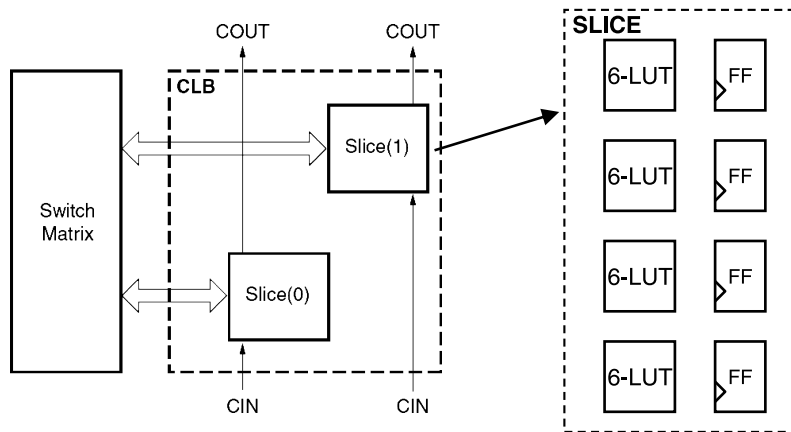 COUT
COUT
CLB
Slice(1)
Switch
Matrix
Slice(0)
CIN
CIN
SLICE
6-LUT
FF
6-LUT
FF
6-LUT
FF
6-LUT
FF